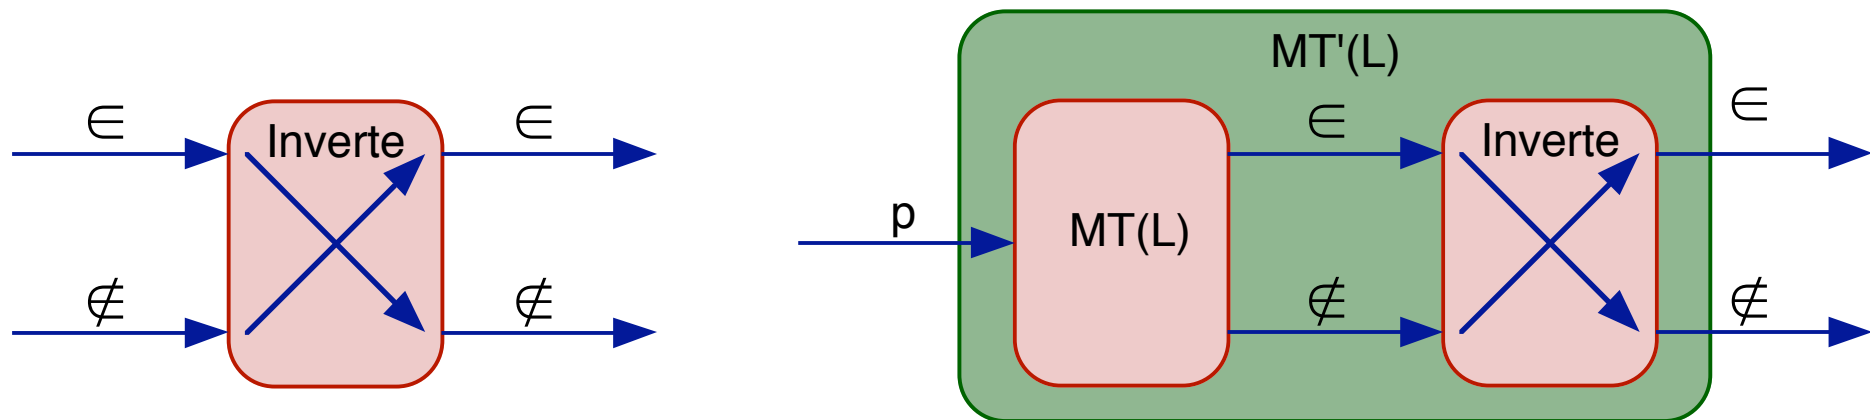 ∈
Inverte
∈
∉
∉
MT'(L)
p
MT(L)
∈
Inverte
∈
∉
∉